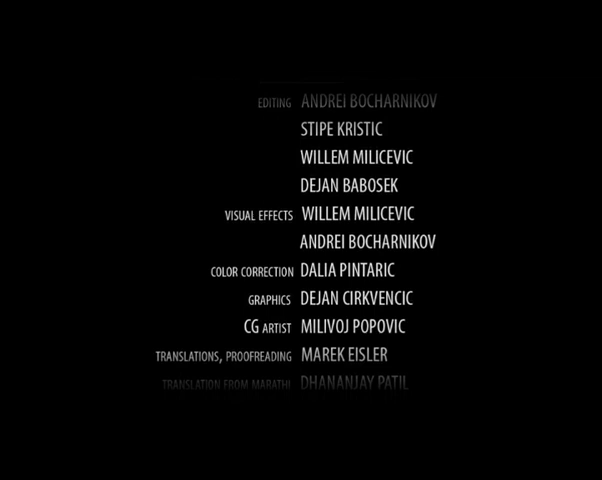 EDITING ANDREI BOCHARNIKOV
STIPE KRISTIC
WILLEM MILICEVIC
DEJAN BABOSEK
VISUAL EFFECTS WILLEM MILICEVIC
ANDREI BOCHARNIKOV
COLOR CORRECTION DALIA PINTARIC
GRAPHICS DEJAN CIRKVENCIC
CG ARTIST MILIVOJ POPOVIC
TRANSLATIONS, PROOFREADING MAREK EISLER
TRANSLATION FROM MARATHI DHANANJAY PATIL